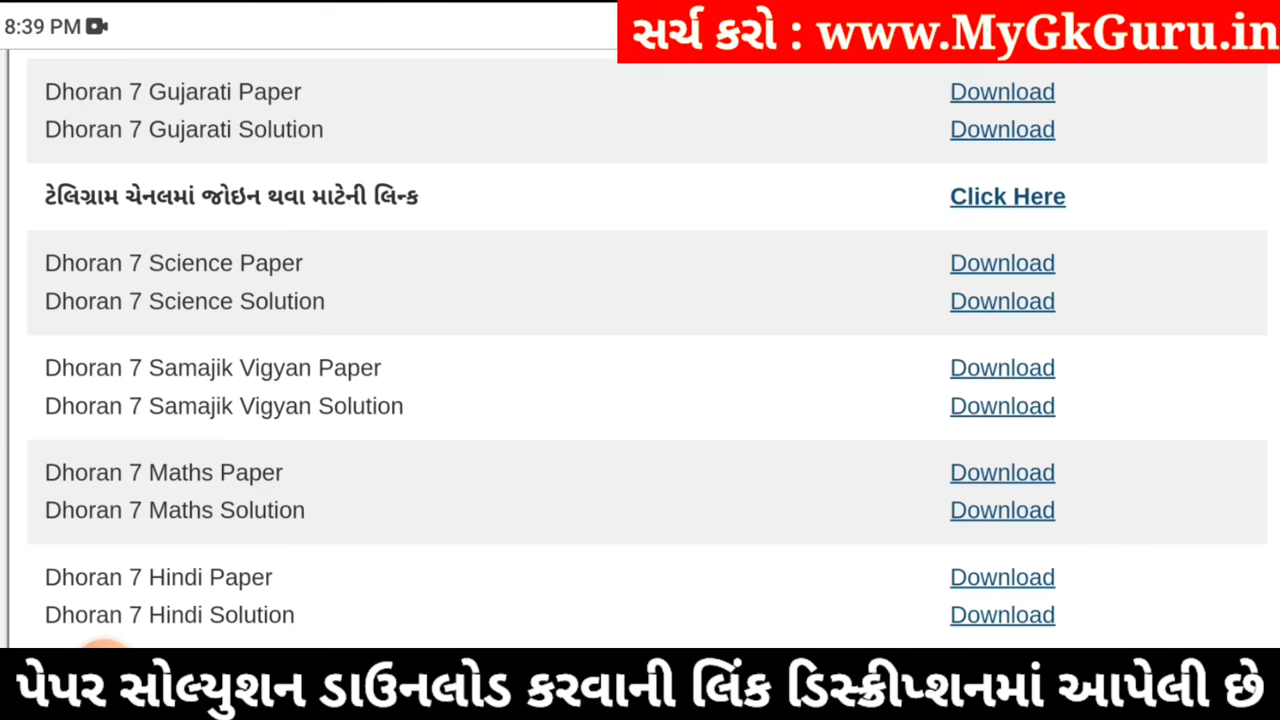 8:39 PM
સર્ચ કરો : www.MyGkGuru.in
Dhoran 7 Gujarati Paper Download
Dhoran 7 Gujarati Solution Download
ટેલિગ્રામ ચેનલમાં જોઇન થવા માટેની લિન્ક Click Here
Dhoran 7 Science Paper Download
Dhoran 7 Science Solution Download
Dhoran 7 Samajik Vigyan Paper Download
Dhoran 7 Samajik Vigyan Solution Download
Dhoran 7 Maths Paper Download
Dhoran 7 Maths Solution Download
Dhoran 7 Hindi Paper Download
Dhoran 7 Hindi Solution Download
પેપર સોલ્યુશન ડાઉનલોડ કરવાની લિંક ડિસ્ક્રીપ્શનમાં આપેલી છે